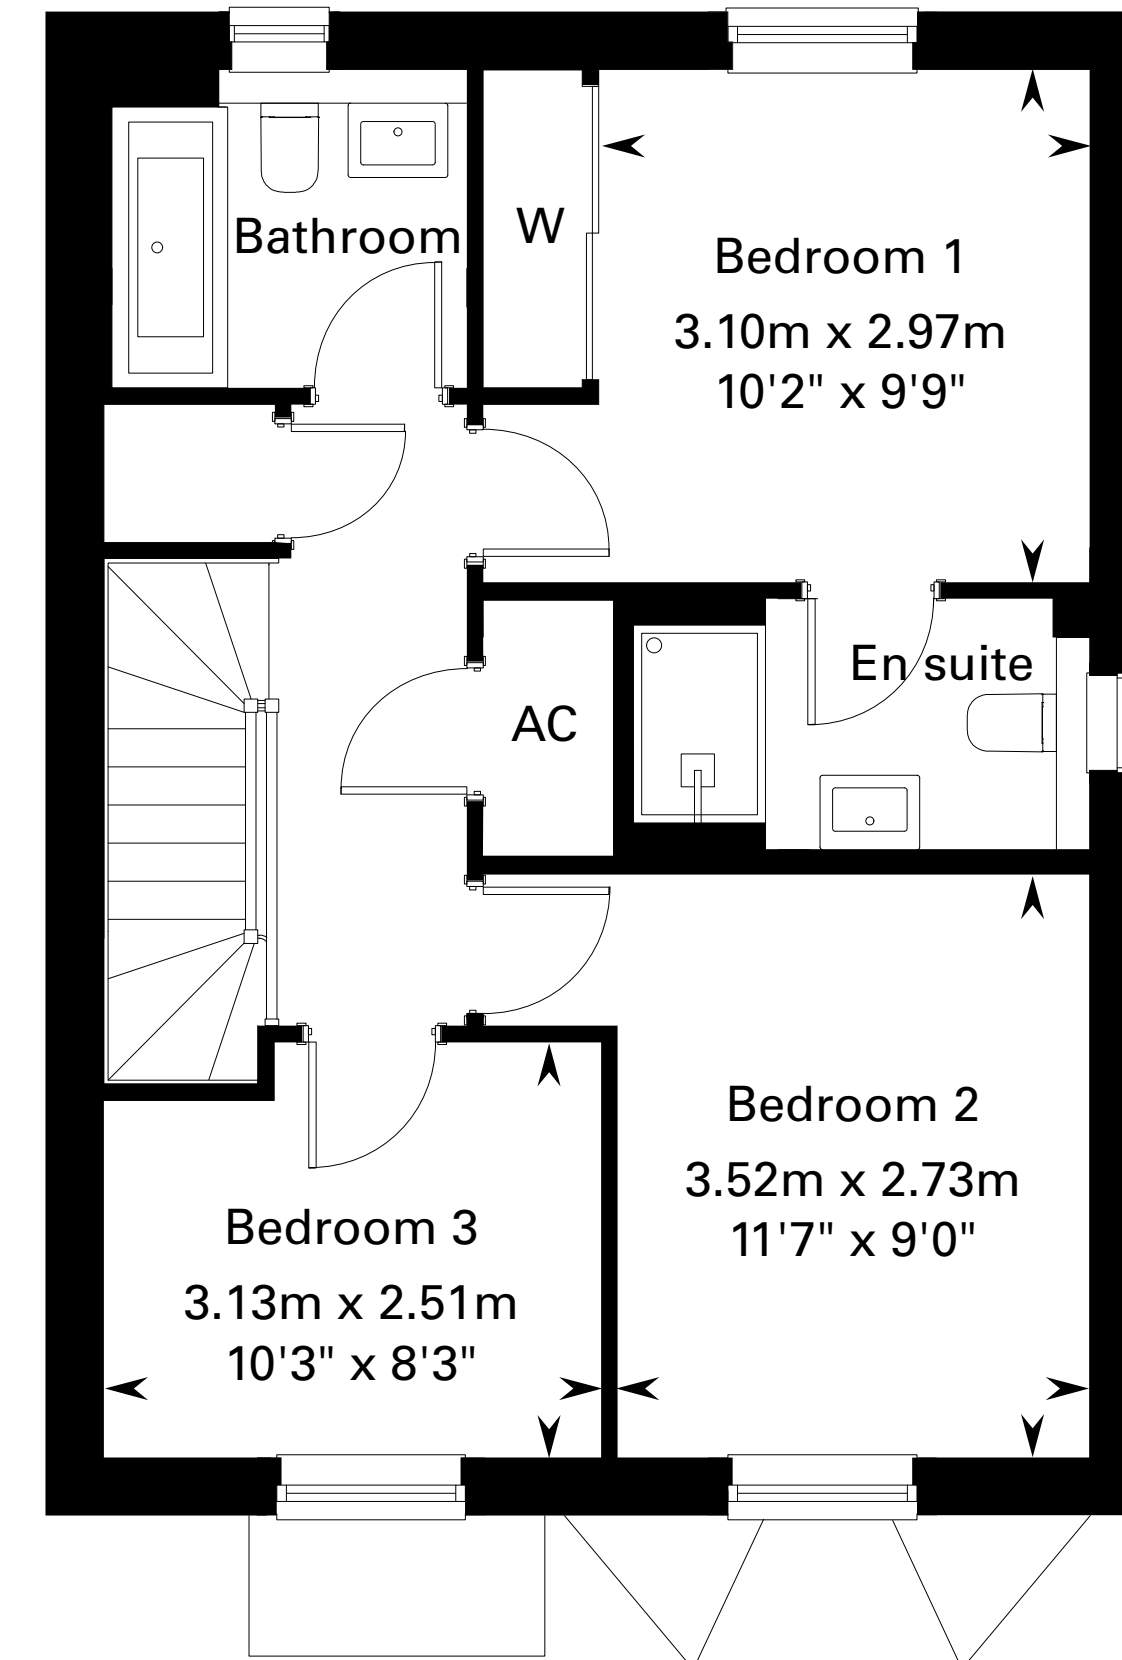 Bathroom
W
Bedroom 1
3.10m x 2.97m
10'2" x 9'9"
En suite
AC
Bedroom 2
3.52m x 2.73m
11'7" x 9'0"
Bedroom 3
3.13m x 2.51m
10'3" x 8'3"